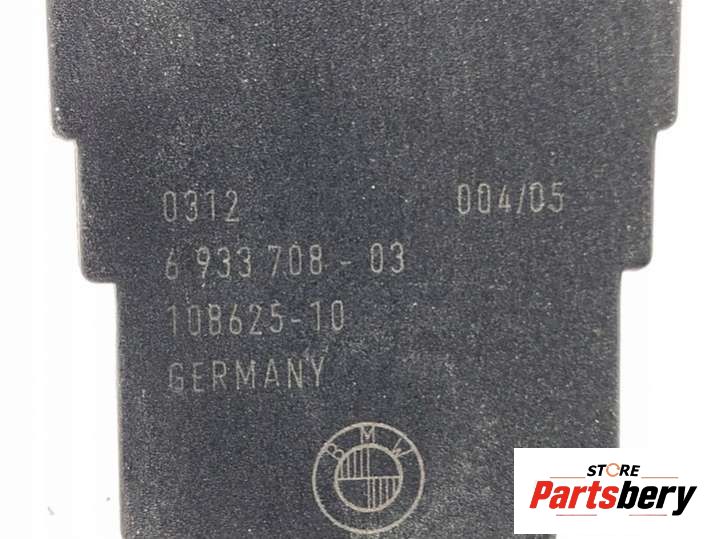 0312 004/05
6 933 708 - 03
108625-10
GERMANY
BMW
STORE
Partsbery